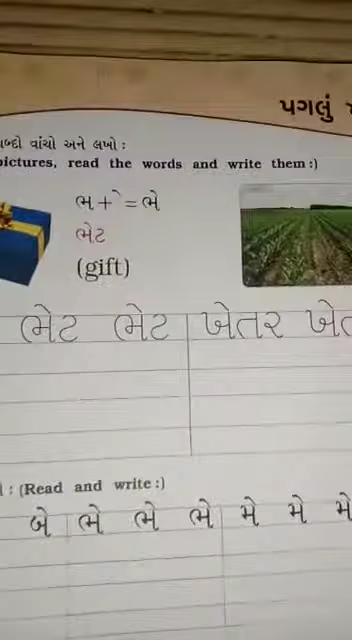 પગલું
વાંચો અને લખો :
pictures, read the words and write them :)
ભ + ે = ભે
ભેટ
(gift)
ભેટ ભેટ ખેતર
: (Read and write :)
બે ભે ભે ભે મે મે મે